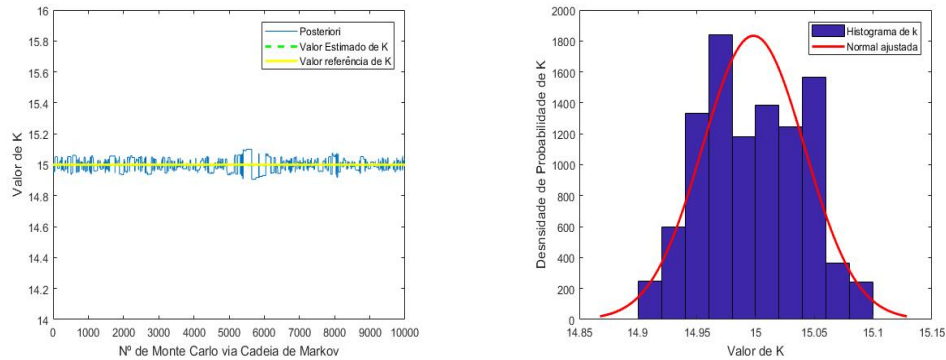 16
15.8
15.6
15.4
15.2
15
14.8
14.6
14.4
14.2
14
Valor de K
Posteriori
Valor Estimado de K
Valor referência de K
0 1000 2000 3000 4000 5000 6000 7000 8000 9000 10000
Nº de Monte Carlo via Cadeia de Markov
2000
1800
1600
1400
1200
1000
800
600
400
200
0
Desnsidade de Probabilidade de K
Histograma de k
Normal ajustada
14.85 14.9 14.95 15 15.05 15.1 15.15
Valor de K